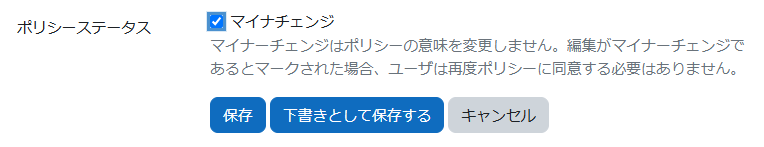 ポリシーステータス
マイナチェンジ
マイナーチェンジはポリシーの意味を変更しません。編集がマイナーチェンジで
あるとマークされた場合、ユーザは再度ポリシーに同意する必要はありません。
保存 下書きとして保存する キャンセル